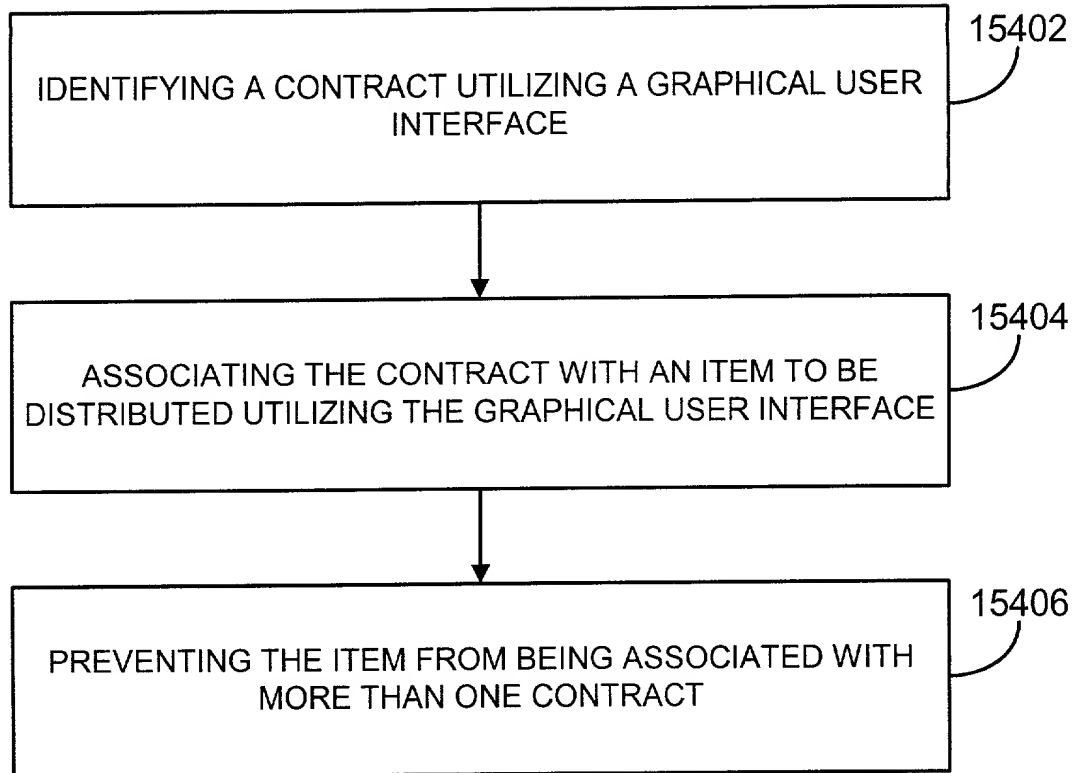 15402
IDENTIFYING A CONTRACT UTILIZING A GRAPHICAL USER
INTERFACE
15404
ASSOCIATING THE CONTRACT WITH AN ITEM TO BE
DISTRIBUTED UTILIZING THE GRAPHICAL USER INTERFACE
15406
PREVENTING THE ITEM FROM BEING ASSOCIATED WITH
MORE THAN ONE CONTRACT